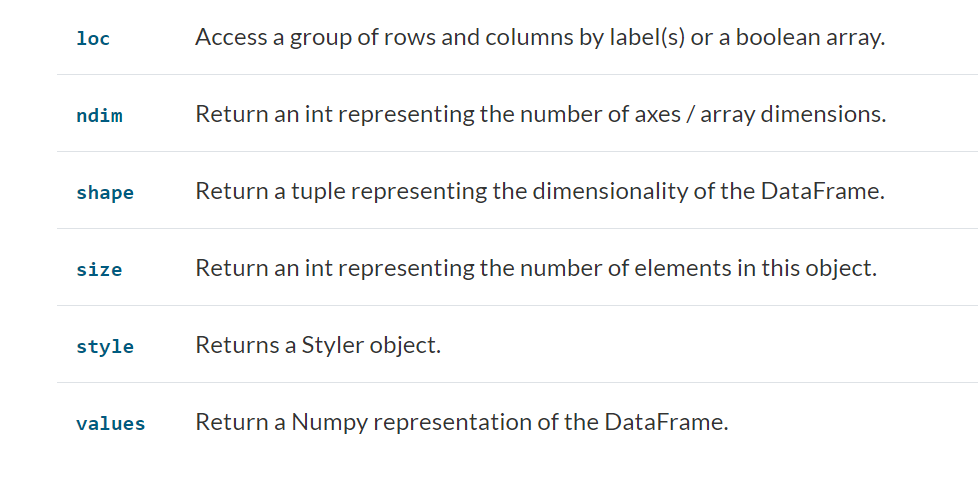 loc Access a group of rows and columns by label(s) or a boolean array.
ndim Return an int representing the number of axes / array dimensions.
shape Return a tuple representing the dimensionality of the DataFrame.
size Return an int representing the number of elements in this object.
style Returns a Styler object.
values Return a Numpy representation of the DataFrame.